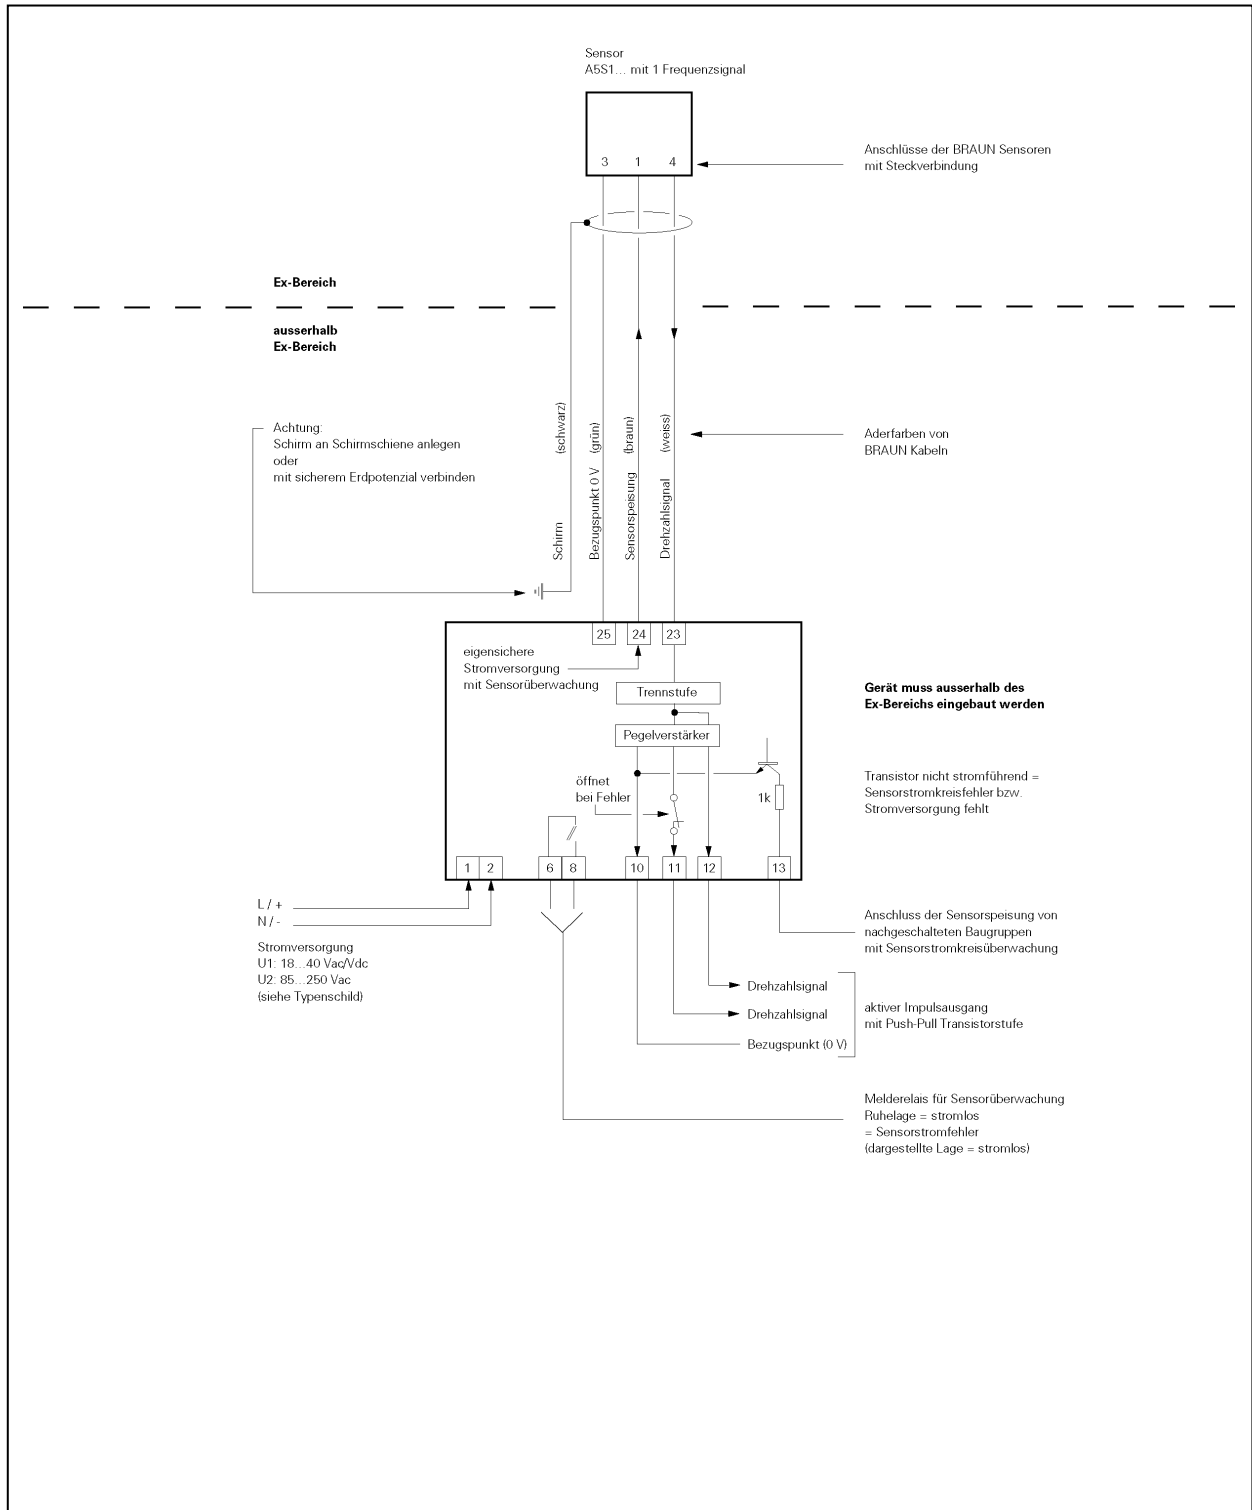 Sensor
A5S1... mit 1 Frequenzsignal
3 1 4
Anschlüsse der BRAUN Sensoren
mit Steckverbindung
Ex-Bereich
ausserhalb
Ex-Bereich
Achtung:
Schirm an Schirmschiene anlegen
oder
mit sicherem Erdpotenzial verbinden
Schirm (schwarz)
Bezugspunkt 0 V (grün)
Sensorspeisung (braun)
Drehzahlsignal (weiss)
Aderfarben von
BRAUN Kabeln
25 24 23
eigensichere
Stromversorgung
mit Sensorüberwachung
Trennstufe
Pegelverstärker
Gerät muss ausserhalb des
Ex-Bereichs eingebaut werden
öffnet
bei Fehler
1k
Transistor nicht stromführend =
Sensorstromkreisfehler bzw.
Stromversorgung fehlt
1 2 6 8 10 11 12 13
L / +
N / -
Stromversorgung
U1: 18...40 Vac/Vdc
U2: 85...250 Vac
(siehe Typenschild)
Anschluss der Sensorspeisung von
nachgeschalteten Baugruppen
mit Sensorstromkreisüberwachung
Drehzahlsignal
Drehzahlsignal
Bezugspunkt (0 V)
aktiver Impulsausgang
mit Push-Pull Transistorstufe
Melderelais für Sensorüberwachung
Ruhelage = stromlos
= Sensorstromfehler
(dargestellte Lage = stromlos)